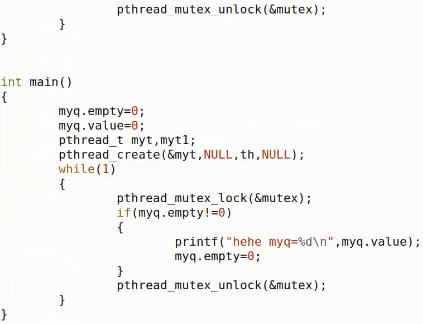 pthread_mutex_unlock(&mutex);
        }
}

int main()
{
        myq.empty=0;
        myq.value=0;
        pthread_t myt,myt1;
        pthread_create(&myt,NULL,th,NULL);
        while(1)
        {
                pthread_mutex_lock(&mutex);
                if(myq.empty!=0)
                {
                        printf("hehe myq=%d\n",myq.value);
                        myq.empty=0;
                }
                pthread_mutex_unlock(&mutex);
        }
}